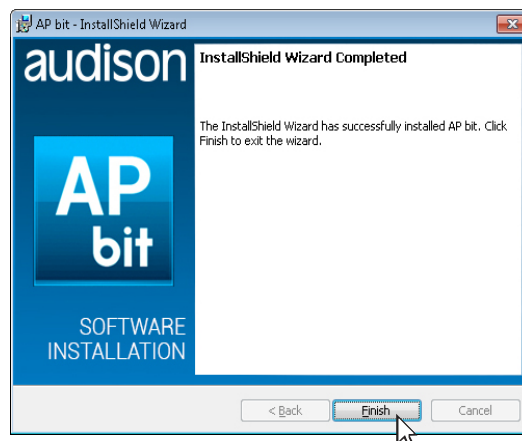 AP bit - InstallShield Wizard
audison
InstallShield Wizard Completed
The InstallShield Wizard has successfully installed AP bit. Click
Finish to exit the wizard.
AP
bit
SOFTWARE
INSTALLATION
< Back
Finish
Cancel